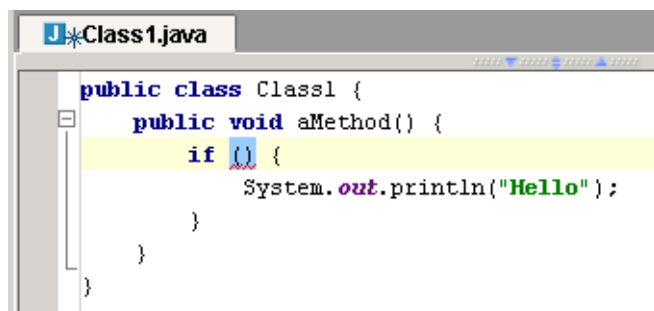 J Class1.java
public class Class1 {
public void aMethod() {
if () {
System.out.println("Hello");
}
}
}